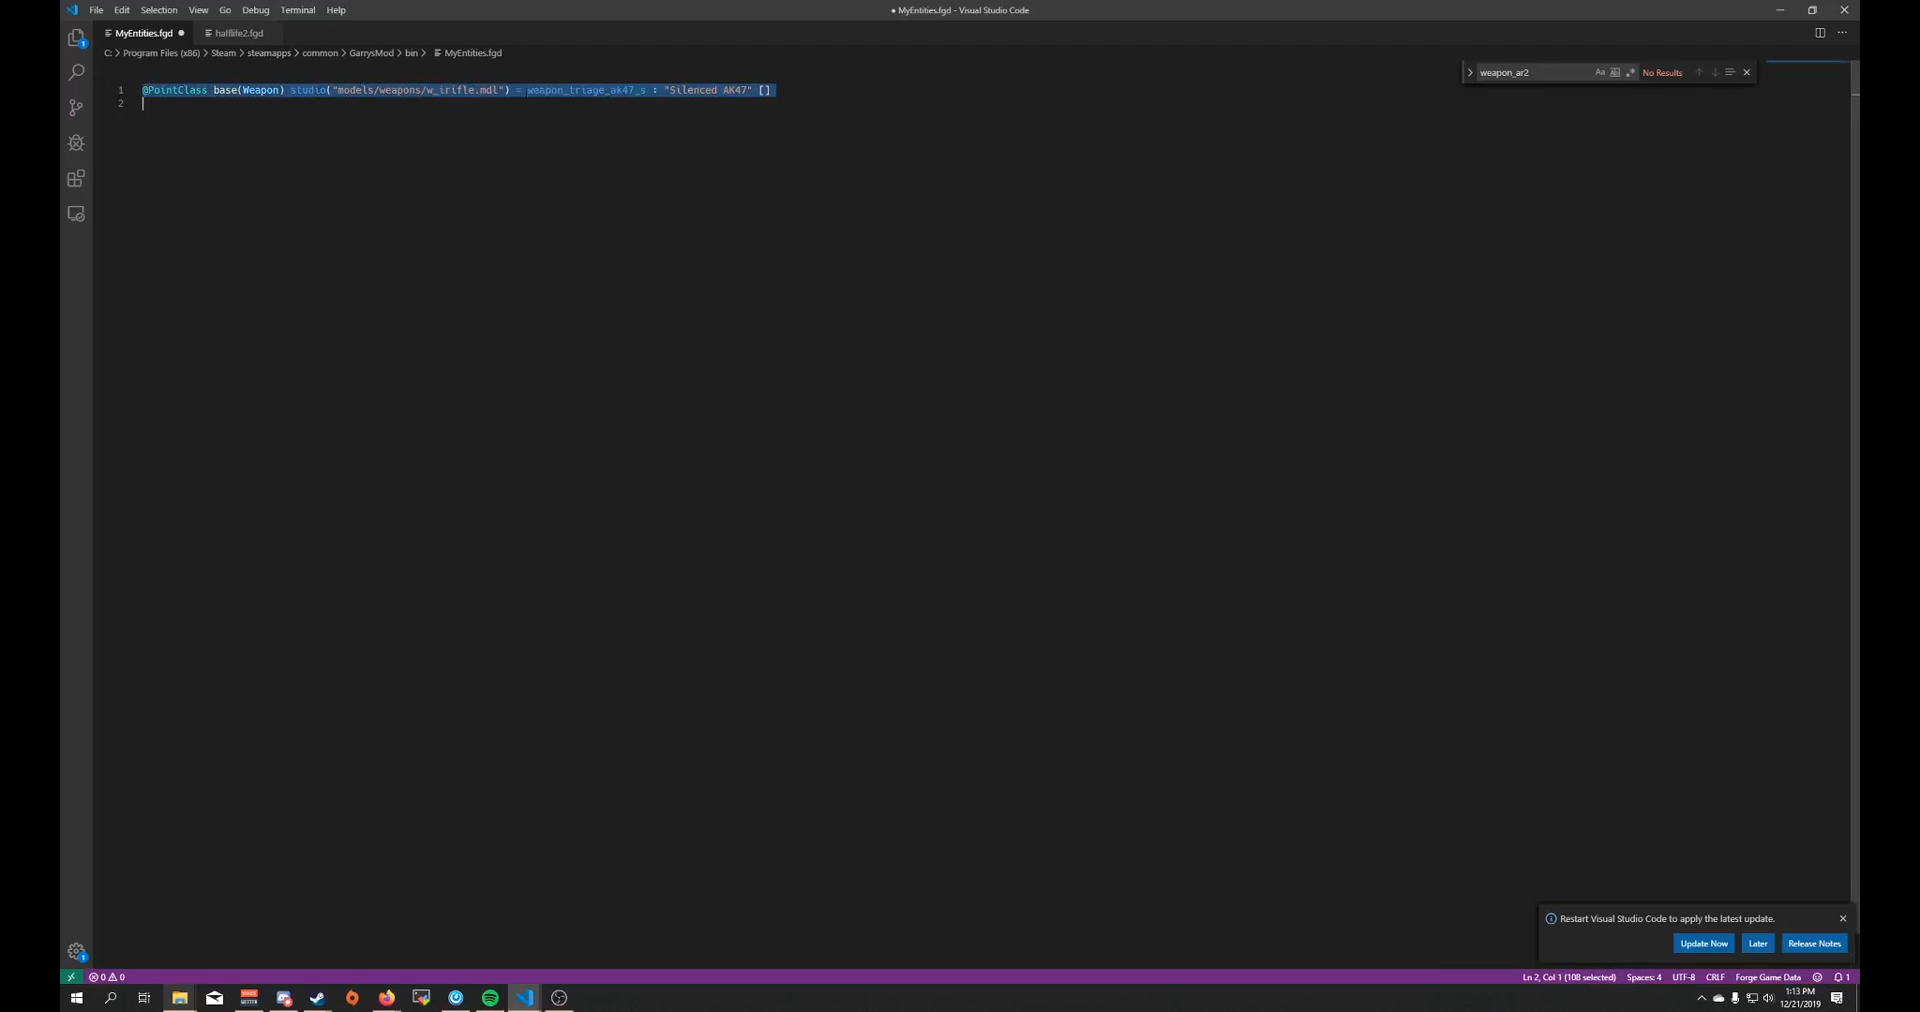 File Edit Selection View Go Debug Terminal Help
● MyEntities.fgd - Visual Studio Code
MyEntities.fgd ●
halflife2.fgd
C: > Program Files (x86) > Steam > steamapps > common > GarrysMod > bin > MyEntities.fgd
weapon_ar2
Aa
No Results
1 @PointClass base(Weapon) studio("models/weapons/w_irifle.mdl") = weapon_triage_ak47_s : "Silenced AK47" []
2
Restart Visual Studio Code to apply the latest update.
Update Now Later Release Notes
0 0
Ln 2, Col 1 (108 selected) Spaces: 4 UTF-8 CRLF Forge Game Data 1
1:13 PM
12/21/2019